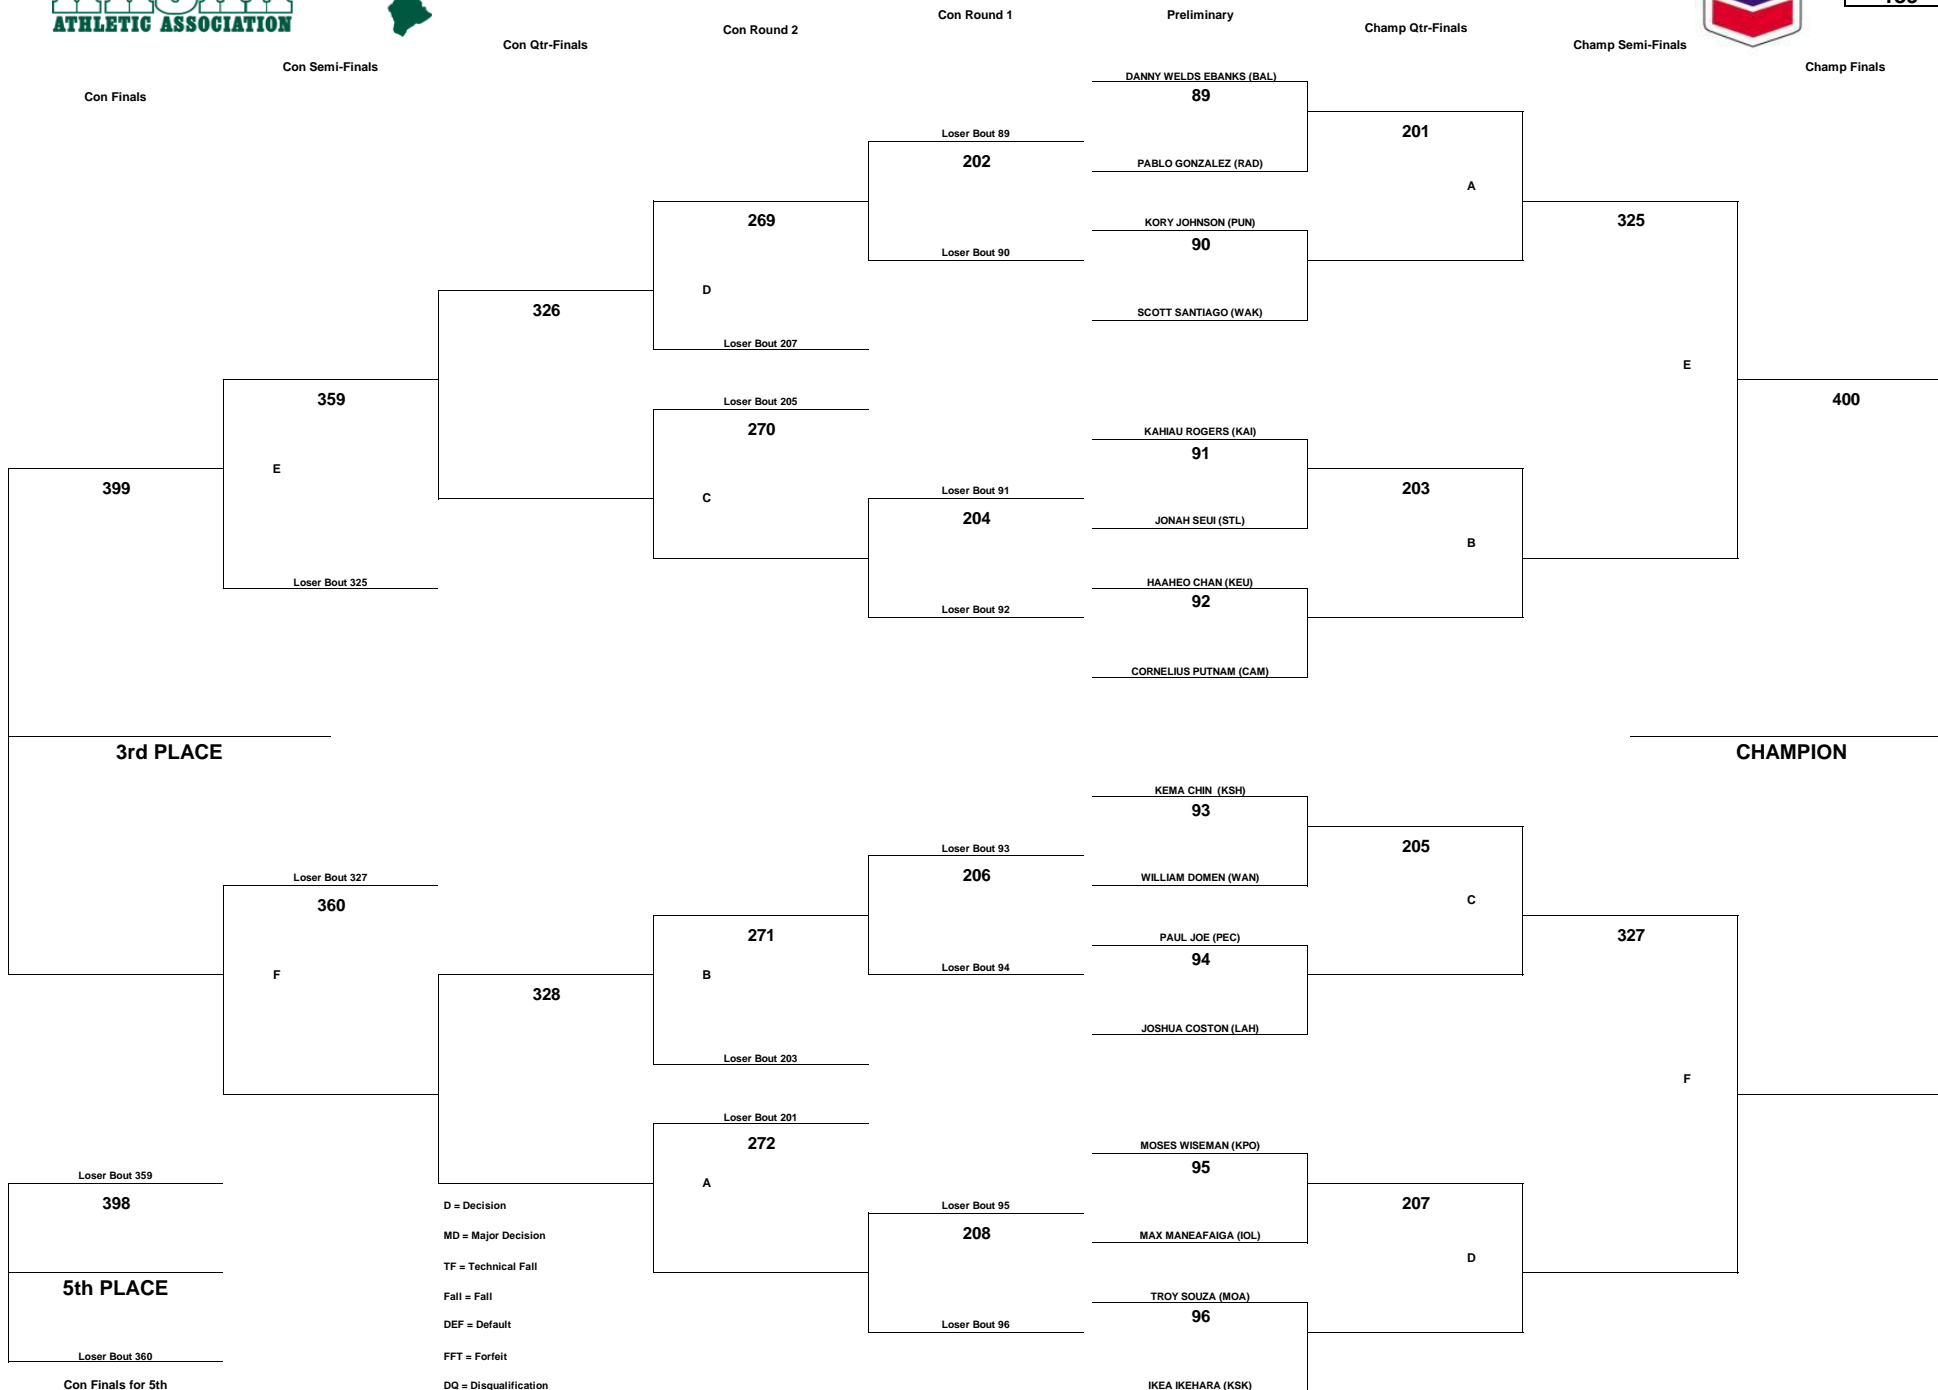 ATHLETIC ASSOCIATION
Con Round 1
Preliminary
Con Round 2
Champ Qtr-Finals
Con Qtr-Finals
Champ Semi-Finals
Con Semi-Finals
Champ Finals
Con Finals
DANNY WELDS EBANKS (BAL)
89
201
Loser Bout 89
202
PABLO GONZALEZ (RAD)
A
269
KORY JOHNSON (PUN)
325
90
Loser Bout 90
D
326
SCOTT SANTIAGO (WAK)
Loser Bout 207
E
359
Loser Bout 205
400
270
KAHIAU ROGERS (KAI)
91
E
399
Loser Bout 91
203
C
204
JONAH SEUI (STL)
B
Loser Bout 325
HAAHEO CHAN (KEU)
92
Loser Bout 92
CORNELIUS PUTNAM (CAM)
3rd PLACE
CHAMPION
KEMA CHIN (KSH)
93
Loser Bout 93
205
Loser Bout 327
206
WILLIAM DOMEN (WAN)
360
C
271
PAUL JOE (PEC)
327
94
Loser Bout 94
F
B
328
JOSHUA COSTON (LAH)
Loser Bout 203
F
Loser Bout 201
272
MOSES WISEMAN (KPO)
95
Loser Bout 359
A
398
D = Decision
Loser Bout 95
207
208
MD = Major Decision
MAX MANEAFAIGA (IOL)
D
TF = Technical Fall
5th PLACE
Fall = Fall
TROY SOUZA (MOA)
96
DEF = Default
Loser Bout 96
Loser Bout 360
FFT = Forfeit
Con Finals for 5th
DQ = Disqualification
IKEA IKEHARA (KSK)